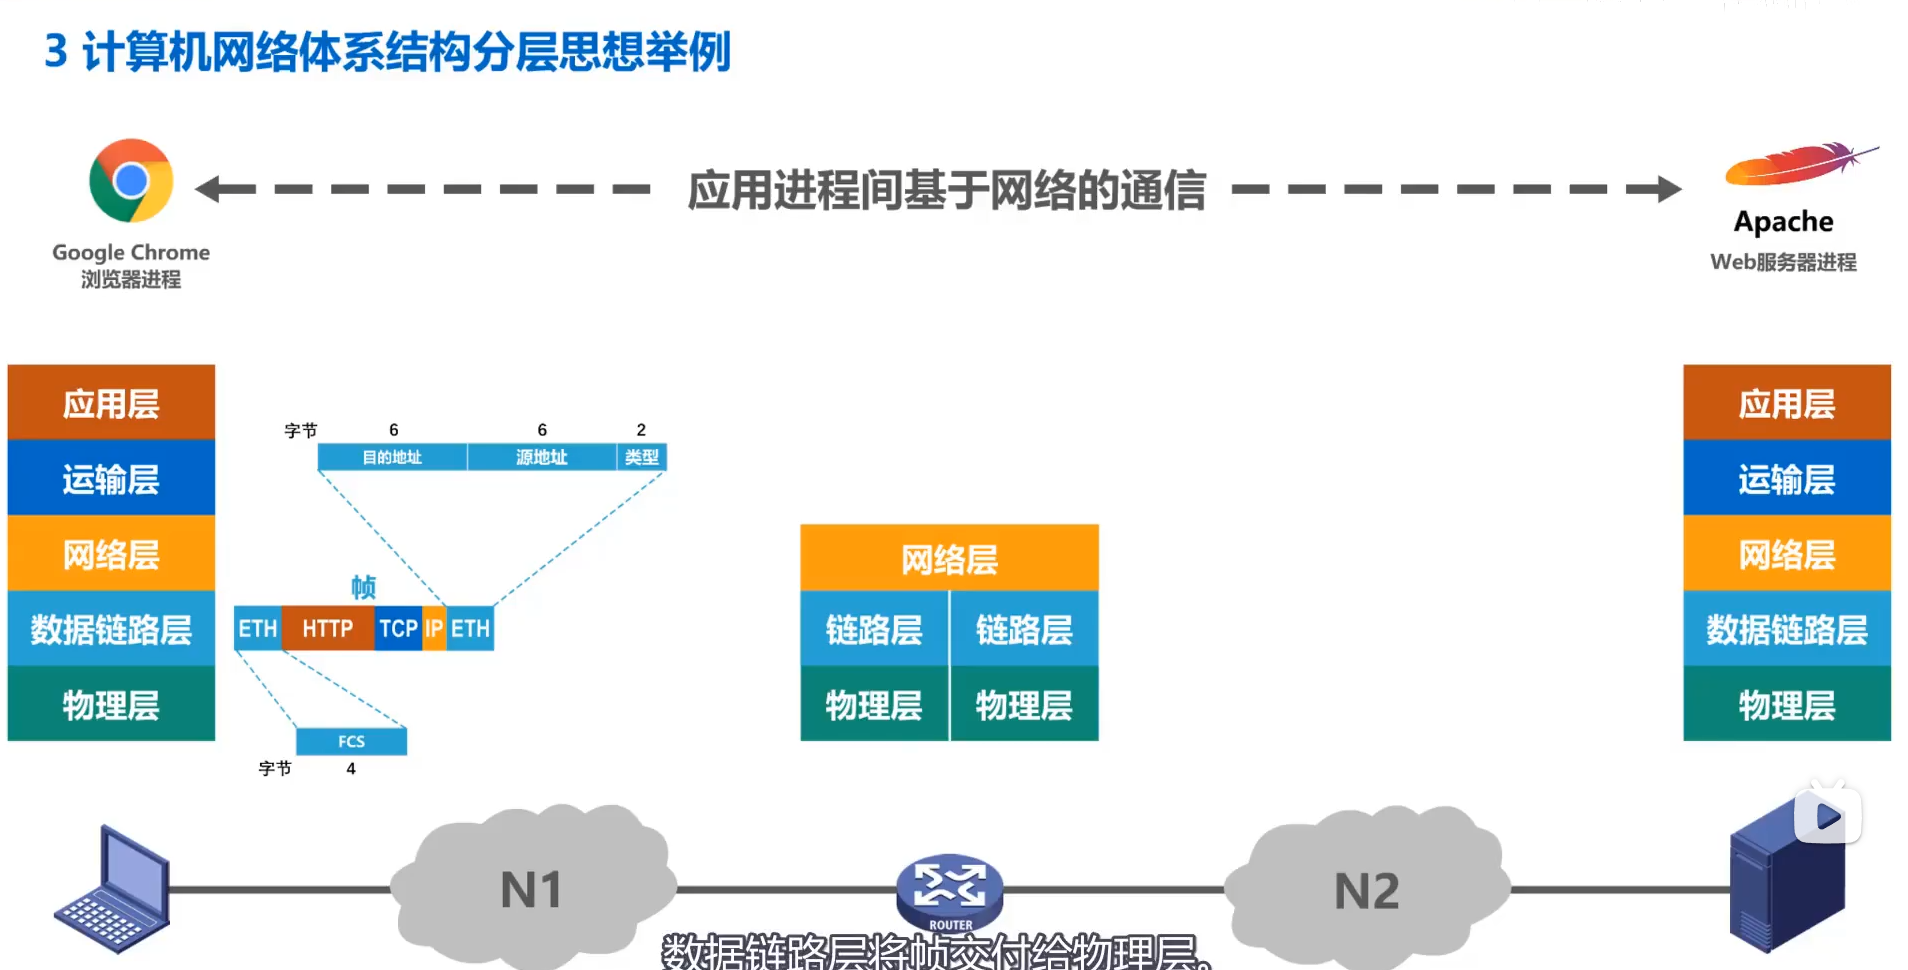 3 计算机网络体系结构分层思想举例
应用进程间基于网络的通信
Google Chrome
浏览器进程
Apache
Web服务器进程
应用层
运输层
网络层
数据链路层
物理层
字节 6 6 2
目的地址 源地址 类型
帧
ETH HTTP TCP IP ETH
FCS
字节 4
网络层
链路层 链路层
物理层 物理层
应用层
运输层
网络层
数据链路层
物理层
N1
ROUTER
N2
数据链路层将帧交付给物理层。